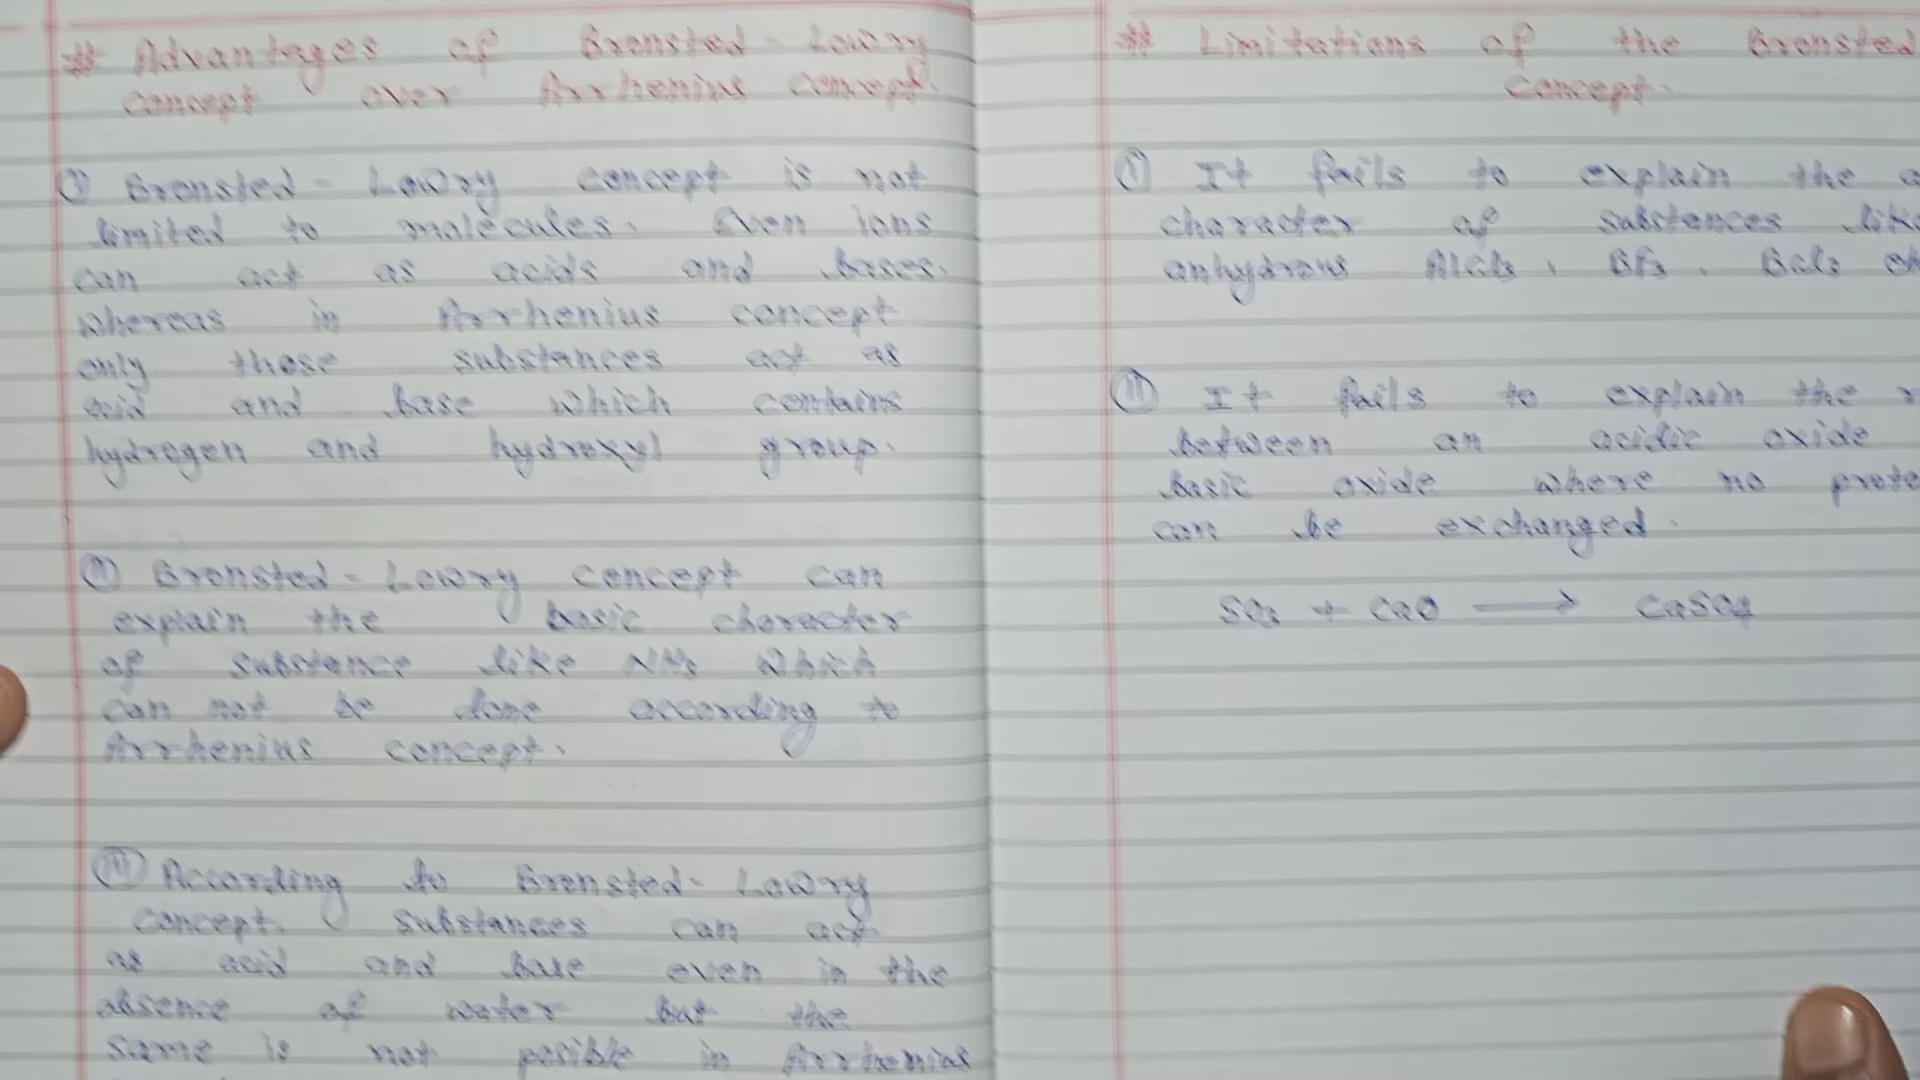 # Advantages of Bronsted-Lowry
concept over Arrhenius concept.
(i) Bronsted-Lowry concept is not
limited to molecules. Even ions
can act as acids and bases.
whereas in Arrhenius concept
only those substances act as
acid and base which contains
hydrogen and hydroxyl group.
(ii) Bronsted-Lowry concept can
explain the basic character
of substance like NH3 which
can not be done according to
Arrhenius concept.
(iii) According to Bronsted-Lowry
concept, substances can act
as acid and base even in the
absence of water but the
same is not posible in Arrhenius
# Limitations of the Bronsted
concept.
(i) It fails to explain the
character of substances like
anhydrous AlCl3, BF3, BCl3
(ii) It fails to explain the
between an acidic oxide
basic oxide where no proto
can be exchanged.
SO3 + CaO ⟶ CaSO4